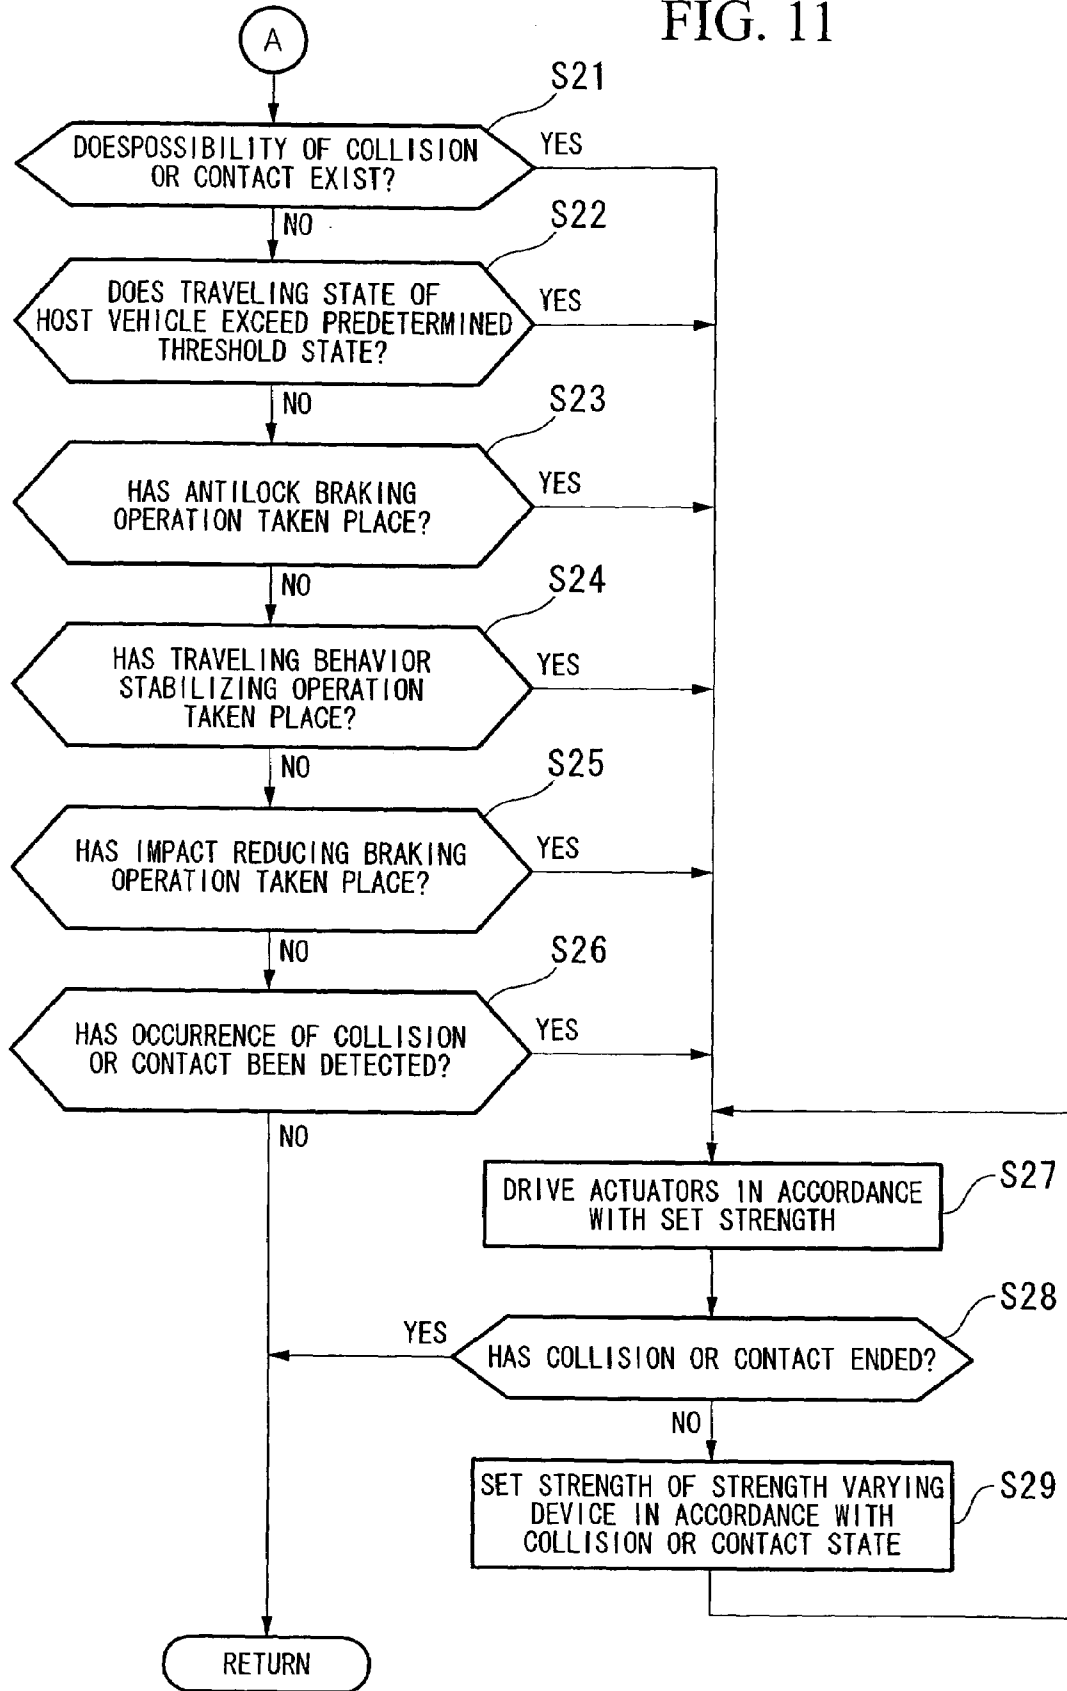 FIG. 11
A
S21
DOESPOSSIBILITY OF COLLISION
OR CONTACT EXIST?
YES
NO
S22
DOES TRAVELING STATE OF
HOST VEHICLE EXCEED PREDETERMINED
THRESHOLD STATE?
YES
NO
S23
HAS ANTILOCK BRAKING
OPERATION TAKEN PLACE?
YES
NO
S24
HAS TRAVELING BEHAVIOR
STABILIZING OPERATION
TAKEN PLACE?
YES
NO
S25
HAS IMPACT REDUCING BRAKING
OPERATION TAKEN PLACE?
YES
NO
S26
HAS OCCURRENCE OF COLLISION
OR CONTACT BEEN DETECTED?
YES
NO
S27
DRIVE ACTUATORS IN ACCORDANCE
WITH SET STRENGTH
S28
HAS COLLISION OR CONTACT ENDED?
YES
NO
S29
SET STRENGTH OF STRENGTH VARYING
DEVICE IN ACCORDANCE WITH
COLLISION OR CONTACT STATE
RETURN